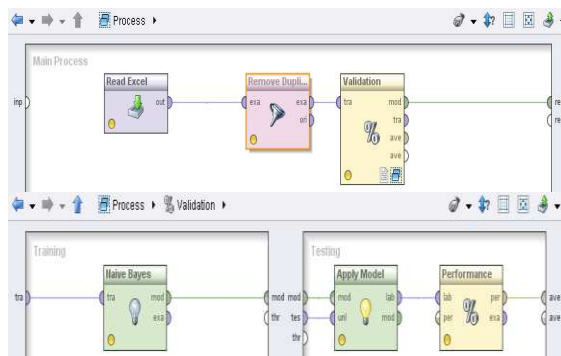 Process
Main Process
Read Excel
Remove Dupli...
Validation
inp
out
exa
exa
ori
tra
mod
tra
ave
ave
re
re
Process
Validation
Training
Testing
Naive Bayes
Apply Model
Performance
tra
tra
mod
exa
mod
thr
mod
tes
thr
mod
unl
lab
mod
lab
per
per
exa
ave
ave